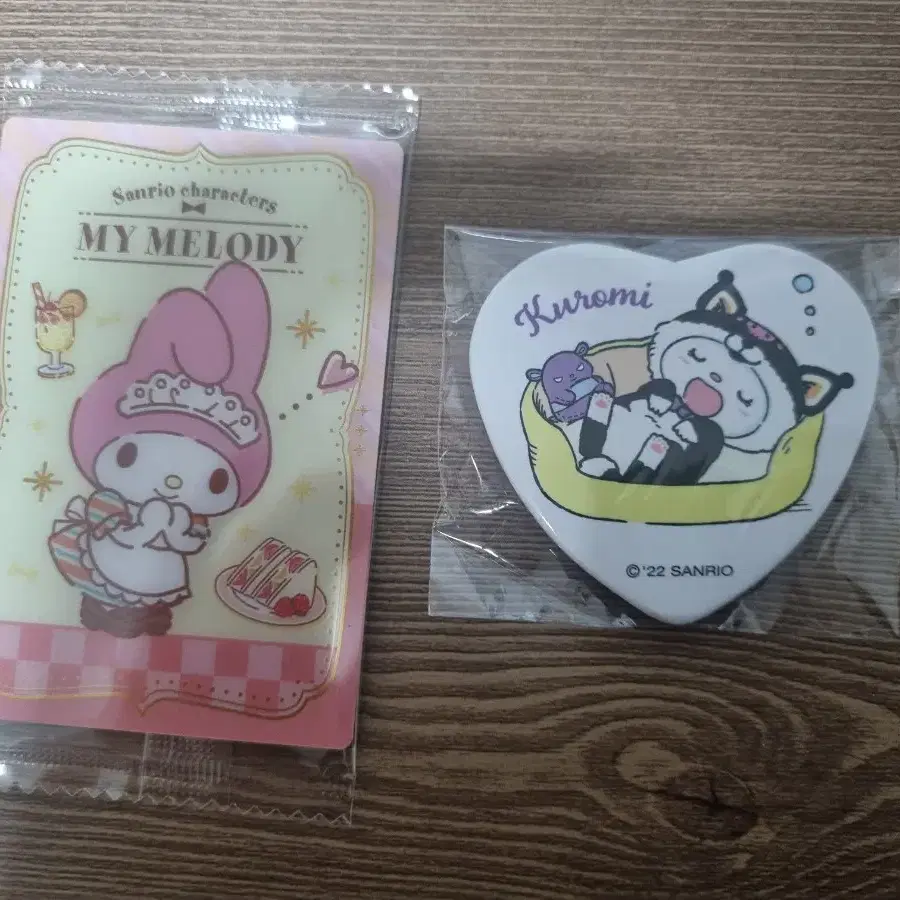 Sanrio characters
MY MELODY
Kuromi
©'22 SANRIO